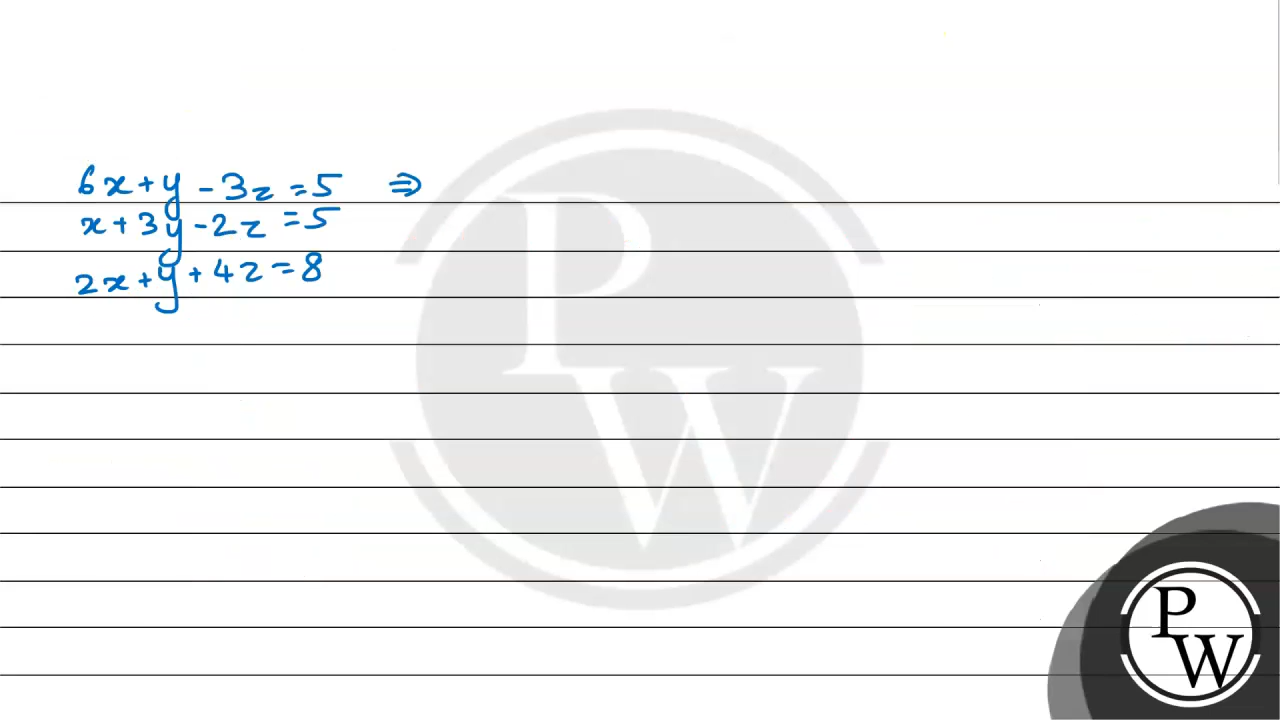 6x + y - 3z = 5 ⇒
x + 3y - 2z = 5
2x + y + 4z = 8
P
W
P
W